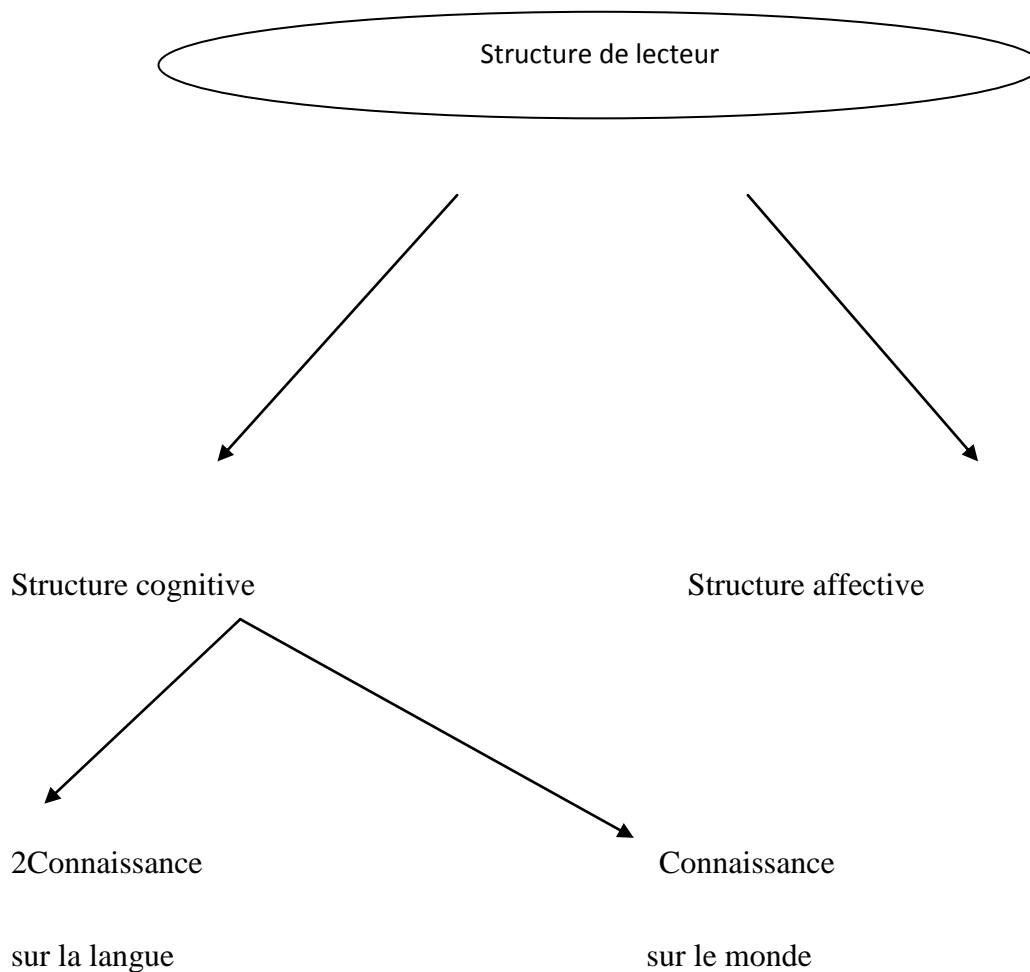 Structure de lecteur
Structure cognitive
Structure affective
2Connaissance
sur la langue
Connaissance
sur le monde